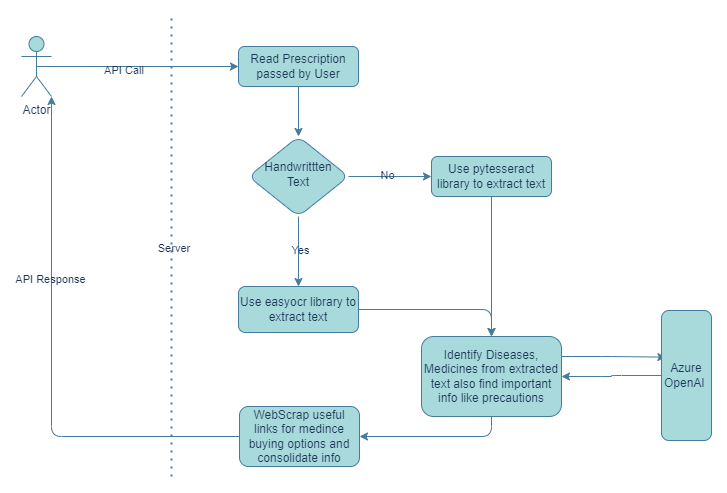 Read Prescription
passed by User
API Call
Actor
Handwrittten
Text
No
Use pytesseract
library to extract text
Server
Yes
API Response
Use easyocr library to
extract text
Identify Diseases,
Medicines from extracted
text also find important
info like precautions
Azure
OpenAI
WebScrap useful
links for medince
buying options and
consolidate info